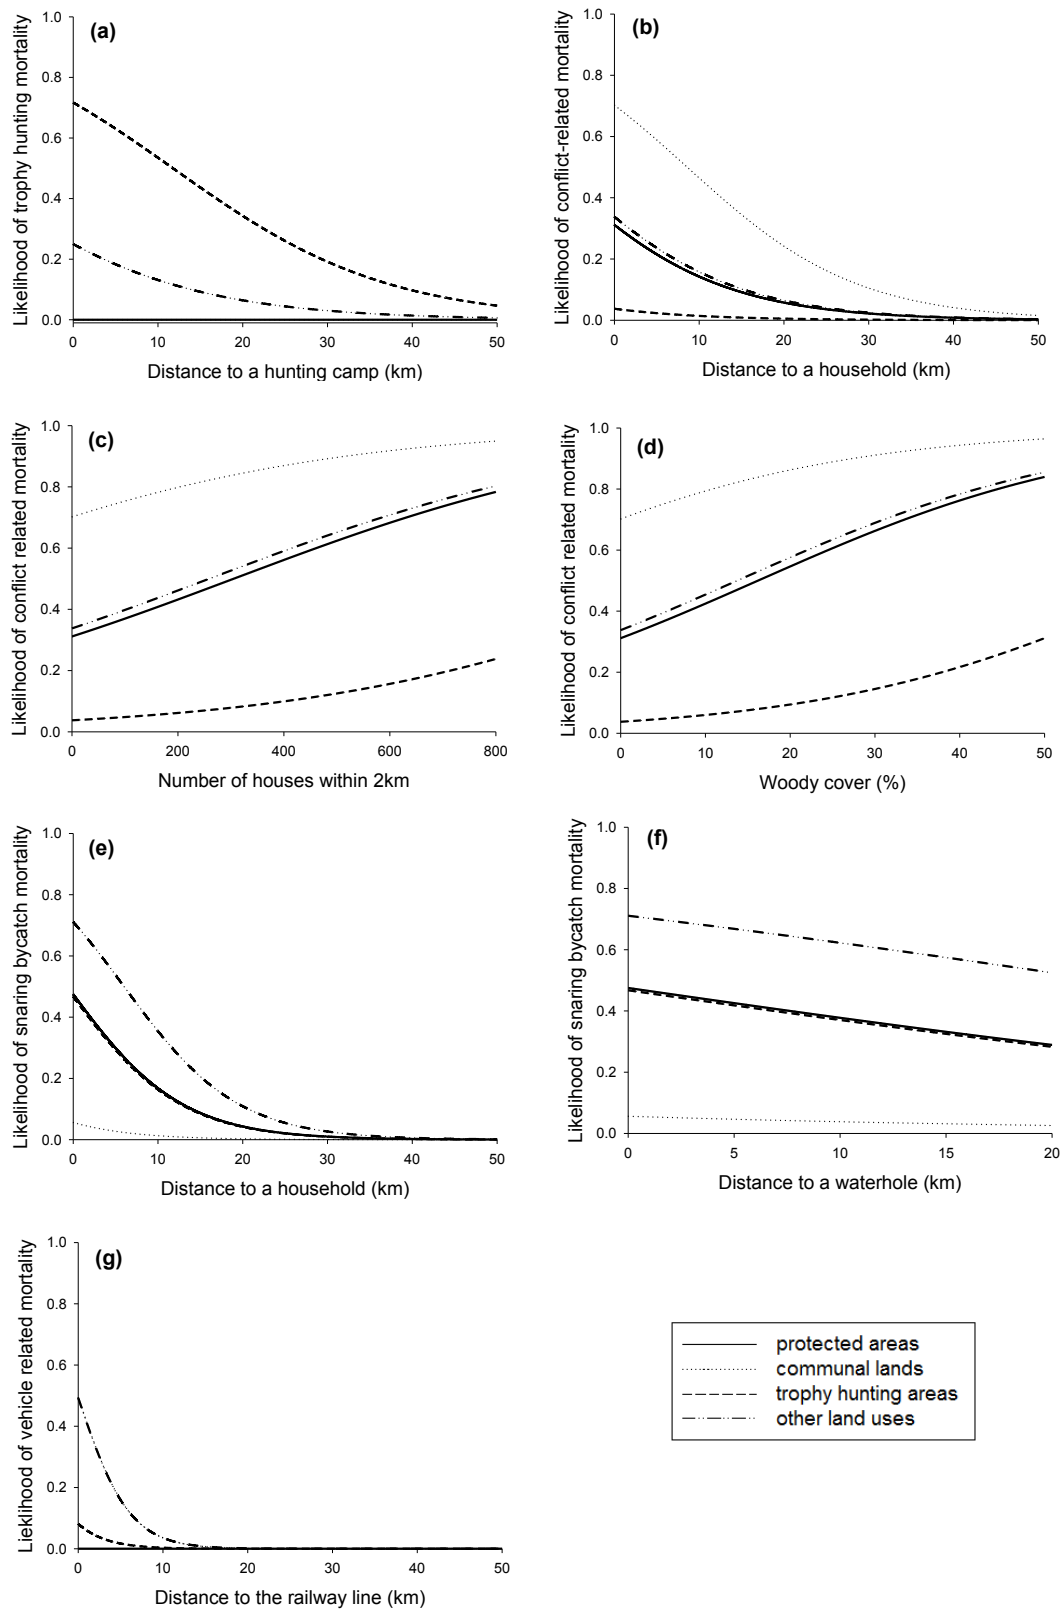 (a)
Likelihood of trophy hunting mortality
1.0
0.8
0.6
0.4
0.2
0.0
0 10 20 30 40 50
Distance to a hunting camp (km)
(b)
Likelihood of conflict-related mortality
1.0
0.8
0.6
0.4
0.2
0.0
0 10 20 30 40 50
Distance to a household (km)
(c)
Likelihood of conflict related mortality
1.0
0.8
0.6
0.4
0.2
0.0
0 200 400 600 800
Number of houses within 2km
(d)
Likelihood of conflict related mortality
1.0
0.8
0.6
0.4
0.2
0.0
0 10 20 30 40 50
Woody cover (%)
(e)
Likelihood of snaring bycatch mortality
1.0
0.8
0.6
0.4
0.2
0.0
0 10 20 30 40 50
Distance to a household (km)
(f)
Likelihood of snaring bycatch mortality
1.0
0.8
0.6
0.4
0.2
0.0
0 5 10 15 20
Distance to a waterhole (km)
(g)
Lieklihood of vehicle related mortality
1.0
0.8
0.6
0.4
0.2
0.0
0 10 20 30 40 50
Distance to the railway line (km)
protected areas
communal lands
trophy hunting areas
other land uses